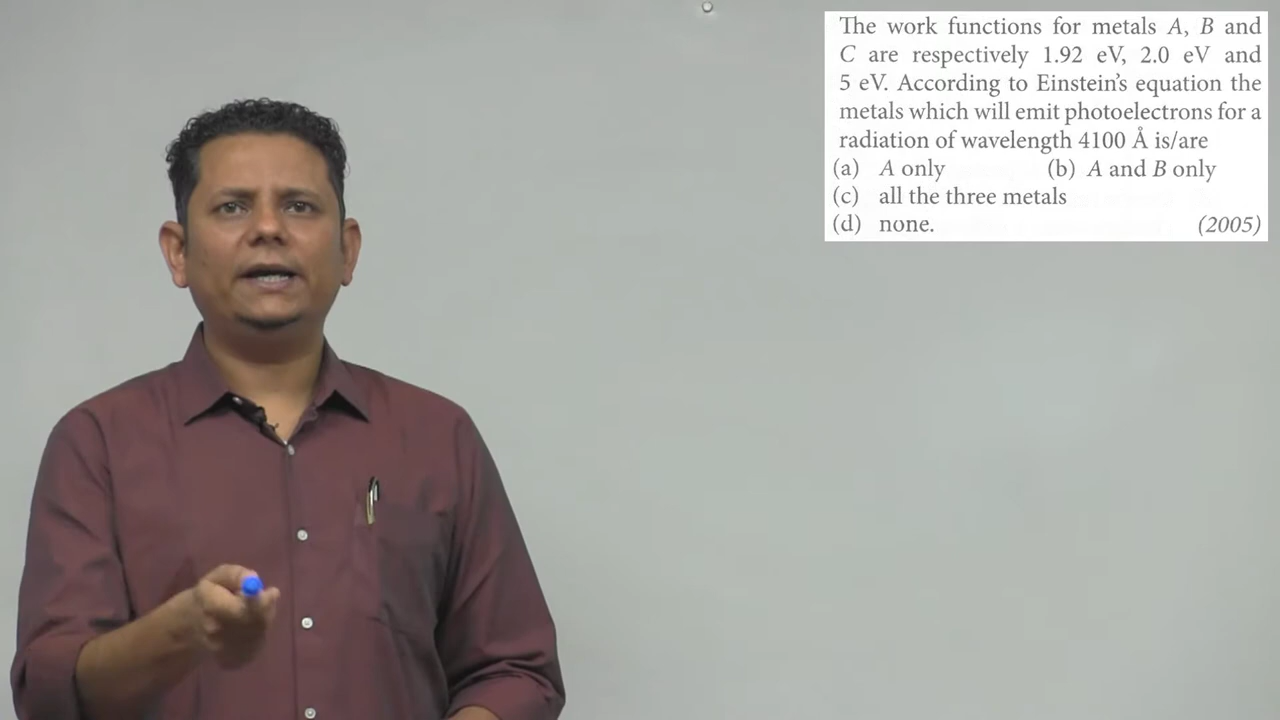 The work functions for metals A, B and
C are respectively 1.92 eV, 2.0 eV and
5 eV. According to Einstein's equation the
metals which will emit photoelectrons for a
radiation of wavelength 4100 Å is/are
(a) A only (b) A and B only
(c) all the three metals
(d) none. (2005)